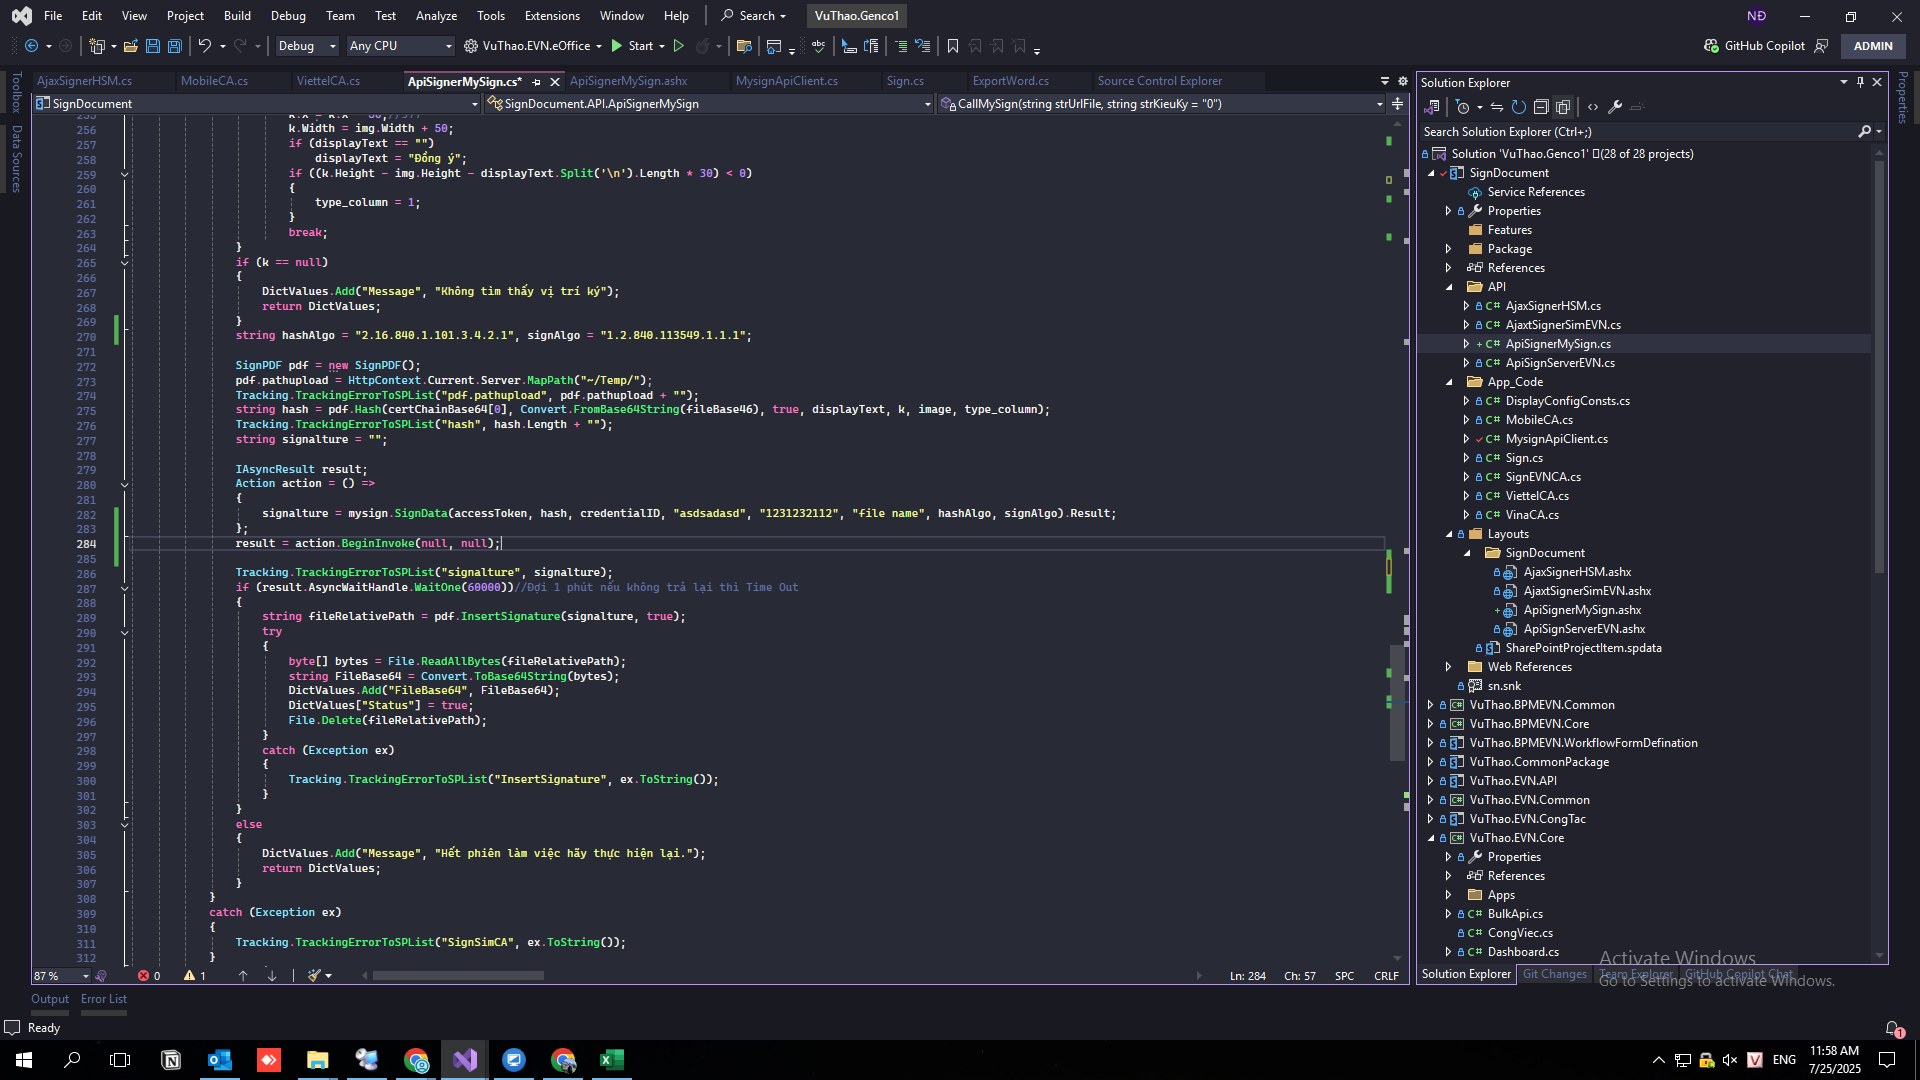 File Edit View Project Build Debug Team Test Analyze Tools Extensions Window Help Search VuThao.Genco1 NĐ
Debug Any CPU VuThao.EVN.eOffice Start GitHub Copilot ADMIN
AjaxSignerHSM.cs MobileCA.cs ViettelCA.cs ApiSignerMySign.cs* ApiSignerMySign.ashx MysignApiClient.cs Sign.cs ExportWord.cs Source Control Explorer
SignDocument SignDocument.API.ApiSignerMySign CallMySign(string strUrlFile, string strKieuKy = "0")
Toolbox
Data Sources
256 k.Width = img.Width + 50;
257 if (displayText == "")
258 displayText = "Đồng ý";
259 if ((k.Height - img.Height - displayText.Split('\n').Length * 30) < 0)
260 {
261 type_column = 1;
262 }
263 break;
264 }
265 if (k == null)
266 {
267 DictValues.Add("Message", "Không tìm thấy vị trí ký");
268 return DictValues;
269 }
270 string hashAlgo = "2.16.840.1.101.3.4.2.1", signAlgo = "1.2.840.113549.1.1.1";
271
272 SignPDF pdf = new SignPDF();
273 pdf.pathupload = HttpContext.Current.Server.MapPath("~/Temp/");
274 Tracking.TrackingErrorToSPList("pdf.pathupload", pdf.pathupload + "");
275 string hash = pdf.Hash(certChainBase64[0], Convert.FromBase64String(fileBase46), true, displayText, k, image, type_column);
276 Tracking.TrackingErrorToSPList("hash", hash.Length + "");
277 string signalture = "";
278
279 IAsyncResult result;
280 Action action = () =>
281 {
282 signalture = mysign.SignData(accessToken, hash, credentialID, "asdsadasd", "1231232112", "file name", hashAlgo, signAlgo).Result;
283 };
284 result = action.BeginInvoke(null, null);
285
286 Tracking.TrackingErrorToSPList("signalture", signalture);
287 if (result.AsyncWaitHandle.WaitOne(60000))//Đợi 1 phút nếu không trả lại thì Time Out
288 {
289 string fileRelativePath = pdf.InsertSignature(signalture, true);
290 try
291 {
292 byte[] bytes = File.ReadAllBytes(fileRelativePath);
293 string FileBase64 = Convert.ToBase64String(bytes);
294 DictValues.Add("FileBase64", FileBase64);
295 DictValues["Status"] = true;
296 File.Delete(fileRelativePath);
297 }
298 catch (Exception ex)
299 {
300 Tracking.TrackingErrorToSPList("InsertSignature", ex.ToString());
301 }
302 }
303 else
304 {
305 DictValues.Add("Message", "Hết phiên làm việc hãy thực hiện lại.");
306 return DictValues;
307 }
308 }
309 catch (Exception ex)
310 {
311 Tracking.TrackingErrorToSPList("SignSimCA", ex.ToString());
312 }
87 % 0 1 Ln: 284 Ch: 57 SPC CRLF
Output Error List
Ready
Solution Explorer
Search Solution Explorer (Ctrl+;)
Solution 'VuThao.Genco1' (28 of 28 projects)
SignDocument
Service References
Properties
Features
Package
References
API
C# AjaxSignerHSM.cs
C# AjaxtSignerSimEVN.cs
C# ApiSignerMySign.cs
C# ApiSignServerEVN.cs
App_Code
C# DisplayConfigConsts.cs
C# MobileCA.cs
C# MysignApiClient.cs
C# Sign.cs
C# SignEVNCA.cs
C# ViettelCA.cs
C# VinaCA.cs
Layouts
SignDocument
AjaxSignerHSM.ashx
AjaxtSignerSimEVN.ashx
ApiSignerMySign.ashx
ApiSignServerEVN.ashx
SharePointProjectItem.spdata
Web References
sn.snk
VuThao.BPMEVN.Common
VuThao.BPMEVN.Core
VuThao.BPMEVN.WorkflowFormDefination
VuThao.CommonPackage
VuThao.EVN.API
VuThao.EVN.Common
VuThao.EVN.CongTac
VuThao.EVN.Core
Properties
References
Apps
C# BulkApi.cs
C# CongViec.cs
C# Dashboard.cs
Solution Explorer Git Changes Team Explorer GitHub Copilot Chat
Activate Windows
Go to Settings to activate Windows.
Properties
1
ENG 11:58 AM
7/25/2025